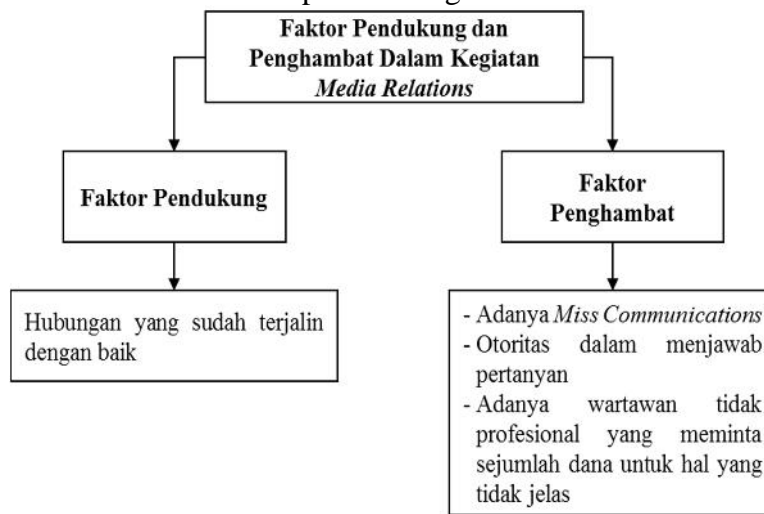 Faktor Pendukung dan
Penghambat Dalam Kegiatan
Media Relations
Faktor Pendukung
Faktor
Penghambat
Hubungan yang sudah terjalin
dengan baik
- Adanya Miss Communications
- Otoritas dalam menjawab
pertanyan
- Adanya wartawan tidak
profesional yang meminta
sejumlah dana untuk hal yang
tidak jelas